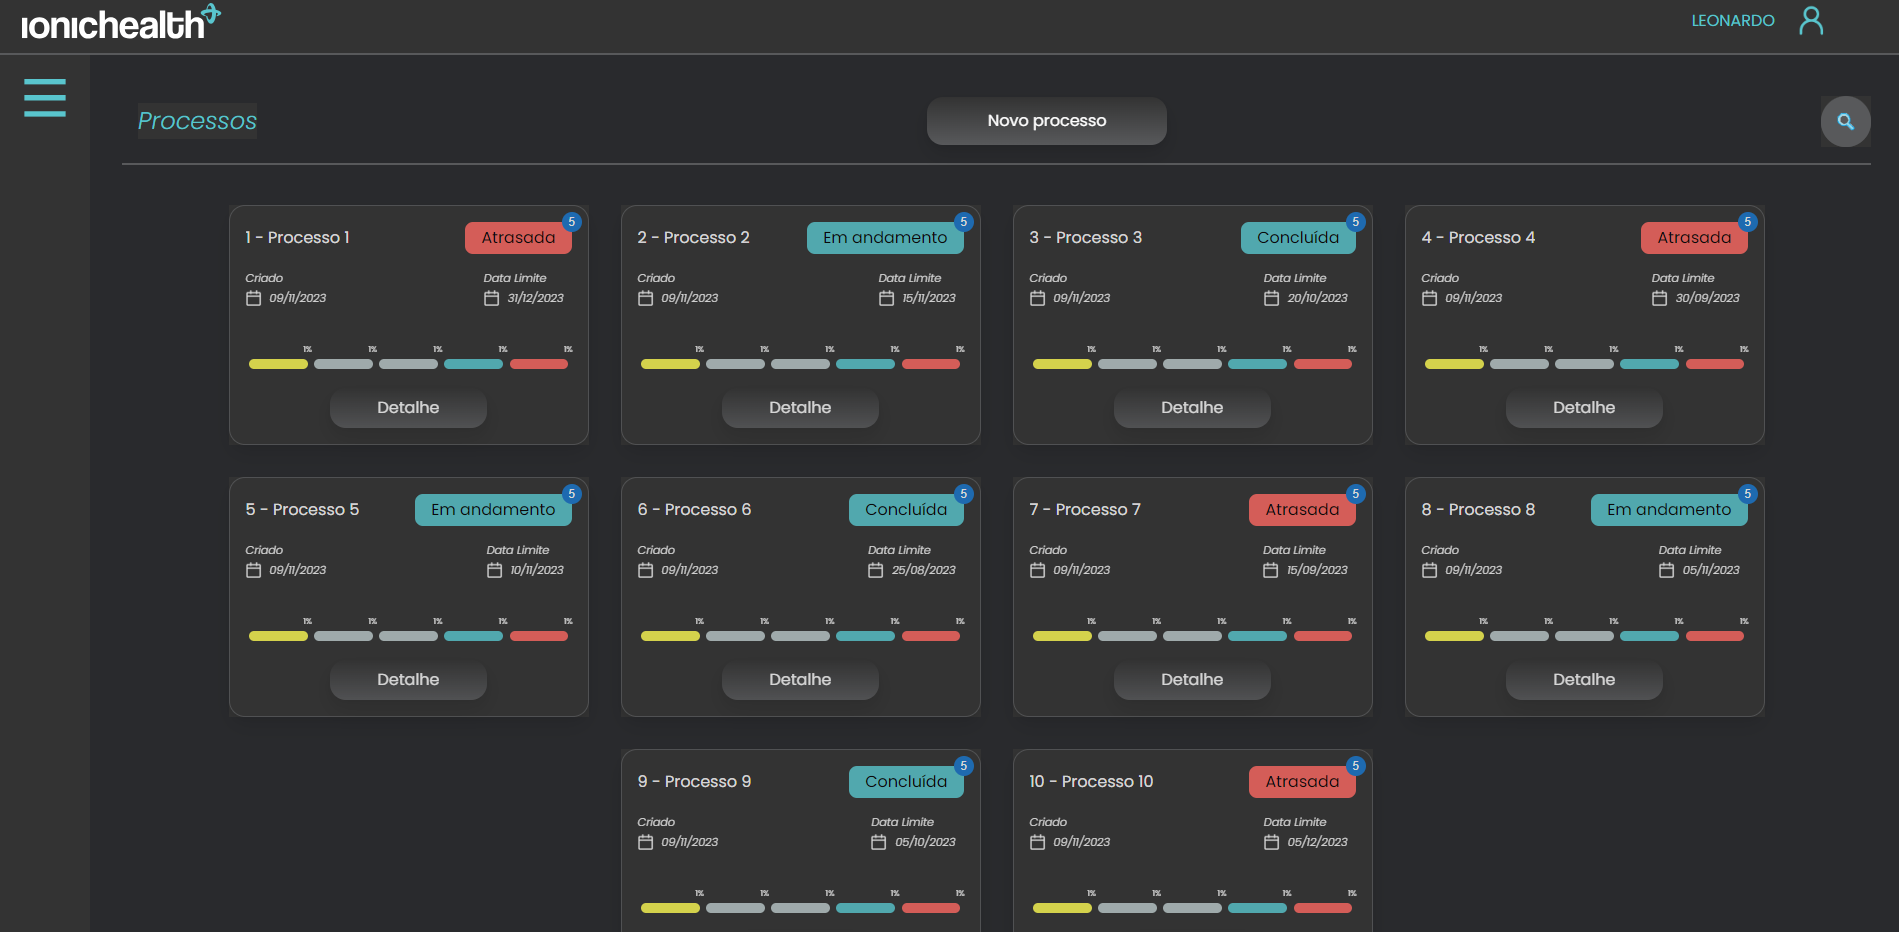 ionichealth
LEONARDO
Processos
Novo processo
1 - Processo 1
Atrasada
5
Criado
Data Limite
09/11/2023
31/12/2023
1% 1% 1% 1% 1%
Detalhe
2 - Processo 2
Em andamento
5
Criado
Data Limite
09/11/2023
15/11/2023
1% 1% 1% 1% 1%
Detalhe
3 - Processo 3
Concluída
5
Criado
Data Limite
09/11/2023
20/10/2023
1% 1% 1% 1% 1%
Detalhe
4 - Processo 4
Atrasada
5
Criado
Data Limite
09/11/2023
30/09/2023
1% 1% 1% 1% 1%
Detalhe
5 - Processo 5
Em andamento
5
Criado
Data Limite
09/11/2023
10/11/2023
1% 1% 1% 1% 1%
Detalhe
6 - Processo 6
Concluída
5
Criado
Data Limite
09/11/2023
25/08/2023
1% 1% 1% 1% 1%
Detalhe
7 - Processo 7
Atrasada
5
Criado
Data Limite
09/11/2023
15/09/2023
1% 1% 1% 1% 1%
Detalhe
8 - Processo 8
Em andamento
5
Criado
Data Limite
09/11/2023
05/11/2023
1% 1% 1% 1% 1%
Detalhe
9 - Processo 9
Concluída
5
Criado
Data Limite
09/11/2023
05/10/2023
1% 1% 1% 1% 1%
10 - Processo 10
Atrasada
5
Criado
Data Limite
09/11/2023
05/12/2023
1% 1% 1% 1% 1%